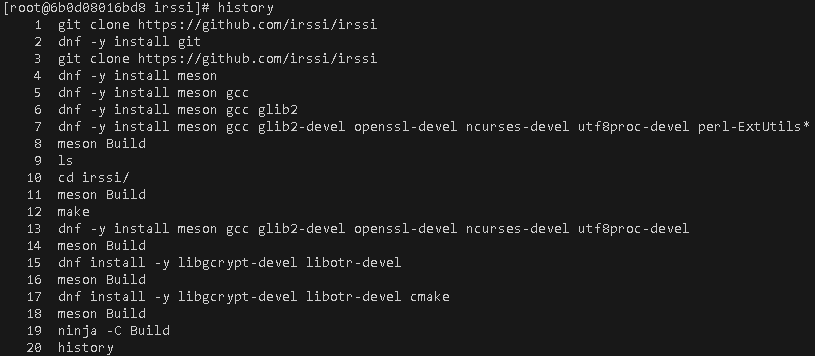 [root@6b0d08016bd8 irssi]# history
1 git clone https://github.com/irssi/irssi
2 dnf -y install git
3 git clone https://github.com/irssi/irssi
4 dnf -y install meson
5 dnf -y install meson gcc
6 dnf -y install meson gcc glib2
7 dnf -y install meson gcc glib2-devel openssl-devel ncurses-devel utf8proc-devel perl-ExtUtils*
8 meson Build
9 ls
10 cd irssi/
11 meson Build
12 make
13 dnf -y install meson gcc glib2-devel openssl-devel ncurses-devel utf8proc-devel
14 meson Build
15 dnf install -y libgcrypt-devel libotr-devel
16 meson Build
17 dnf install -y libgcrypt-devel libotr-devel cmake
18 meson Build
19 ninja -C Build
20 history